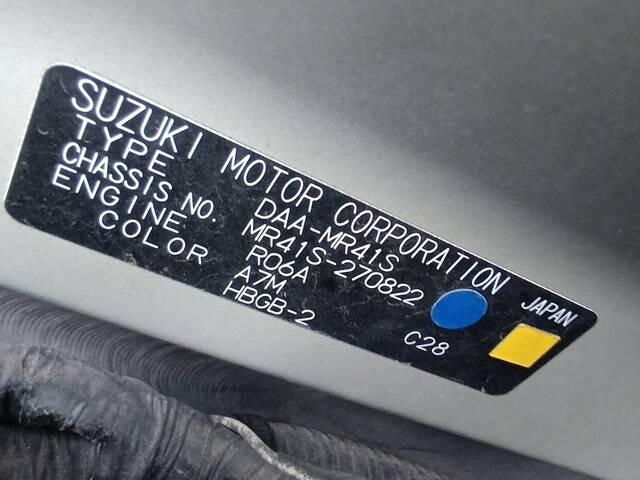 SUZUKI MOTOR CORPORATION JAPAN
TYPE DAA-MR41S
CHASSIS NO. MR41S-270822
ENGINE R06A
COLOR A7M
HBGB-2 C28